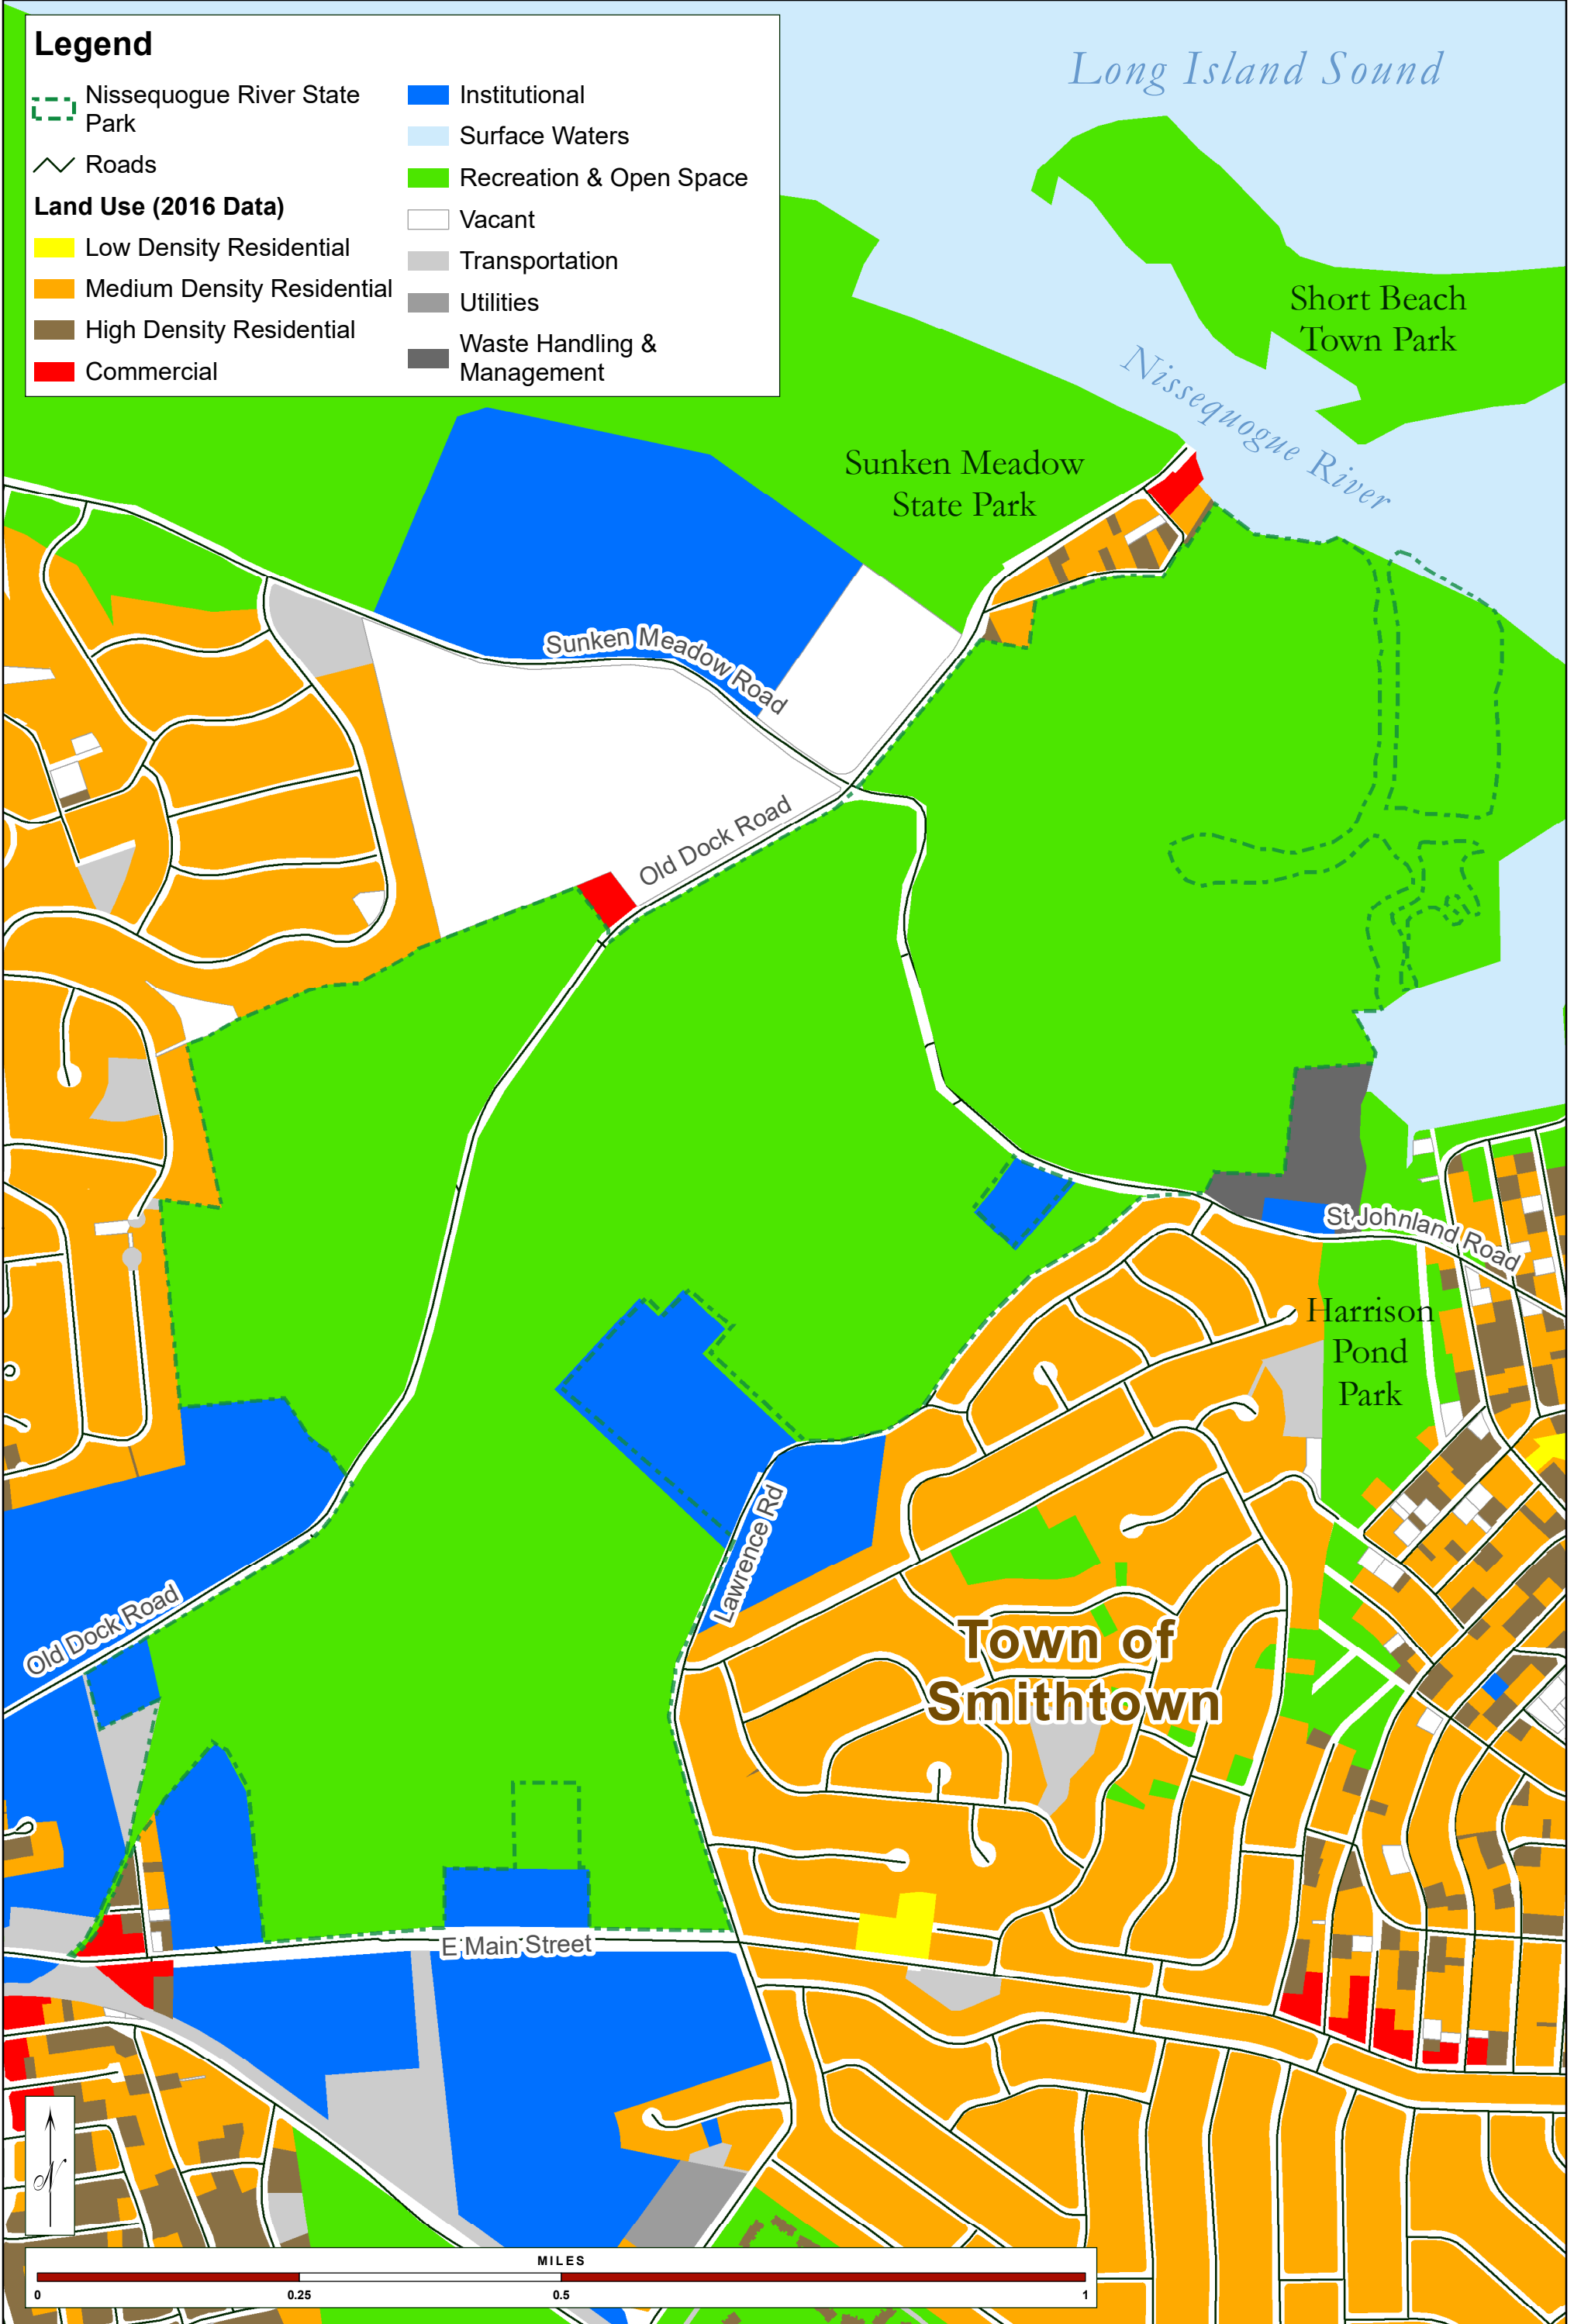 Legend
Nissequogue River State
Park
Roads
Land Use (2016 Data)
Low Density Residential
Medium Density Residential
High Density Residential
Commercial
Institutional
Surface Waters
Recreation & Open Space
Vacant
Transportation
Utilities
Waste Handling &
Management
Long Island Sound
Short Beach
Town Park
Nissequogue River
Sunken Meadow
State Park
Sunken Meadow Road
Old Dock Road
St Johnland Road
Harrison
Pond
Park
Lawrence Rd
Old Dock Road
Town of
Smithtown
E Main Street
N
MILES
0 0.25 0.5 1